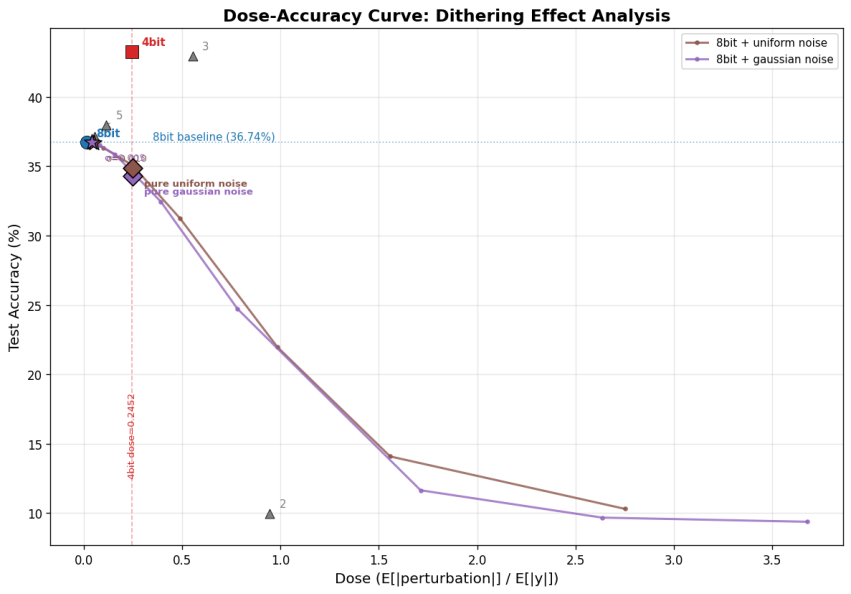 Dose-Accuracy Curve: Dithering Effect Analysis
8bit + uniform noise
8bit + gaussian noise
4bit
3
5
8bit
8bit baseline (36.74%)
pure uniform noise
pure gaussian noise
4bit dose=0.2452
2
40
35
30
25
20
15
10
Test Accuracy (%)
0.0 0.5 1.0 1.5 2.0 2.5 3.0 3.5
Dose (E[|perturbation|] / E[|y|])